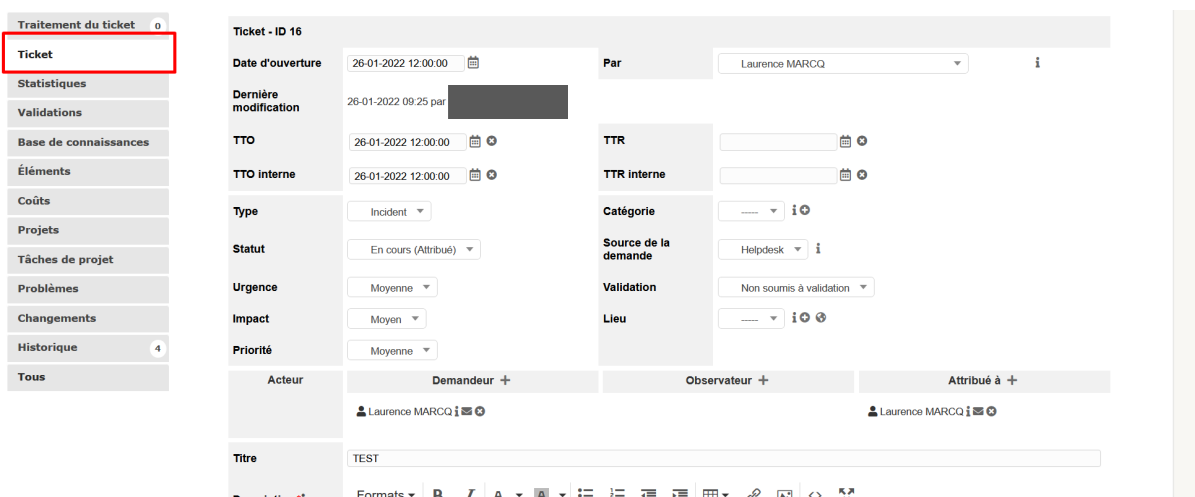 Traitement du ticket 0
Ticket
Statistiques
Validations
Base de connaissances
Éléments
Coûts
Projets
Tâches de projet
Problèmes
Changements
Historique 4
Tous
Ticket - ID 16
Date d'ouverture 26-01-2022 12:00:00 Par Laurence MARCQ
Dernière
modification 26-01-2022 09:25 par
TTO 26-01-2022 12:00:00 TTR
TTO interne 26-01-2022 12:00:00 TTR interne
Type Incident Catégorie -----
Statut En cours (Attribué) Source de la
demande Helpdesk
Urgence Moyenne Validation Non soumis à validation
Impact Moyen Lieu -----
Priorité Moyenne
Acteur Demandeur + Observateur + Attribué à +
Laurence MARCQ Laurence MARCQ
Titre TEST
Formats B I A A